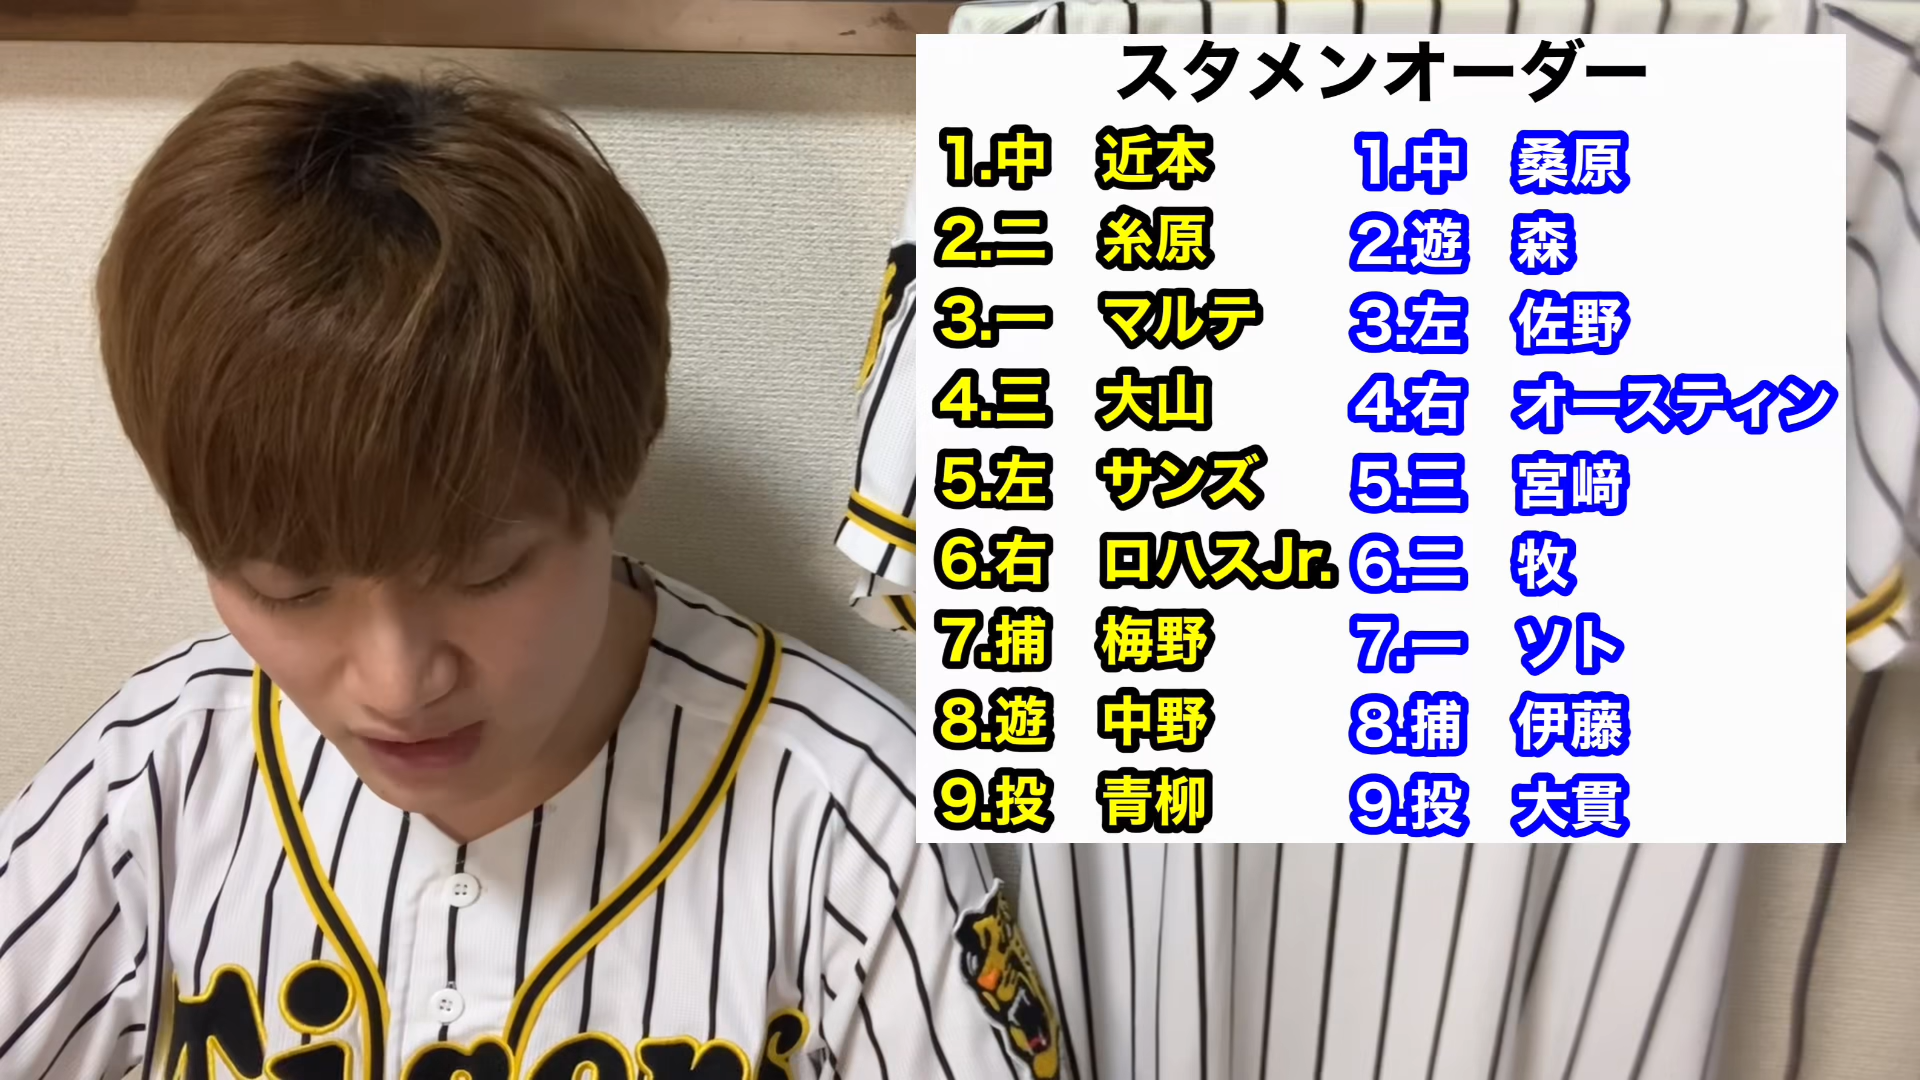 スタメンオーダー
1.中 近本
2.二 糸原
3.一 マルテ
4.三 大山
5.左 サンズ
6.右 ロハスJr.
7.捕 梅野
8.遊 中野
9.投 青柳
1.中 桑原
2.遊 森
3.左 佐野
4.右 オースティン
5.三 宮﨑
6.二 牧
7.一 ソト
8.捕 伊藤
9.投 大貫
Tigers